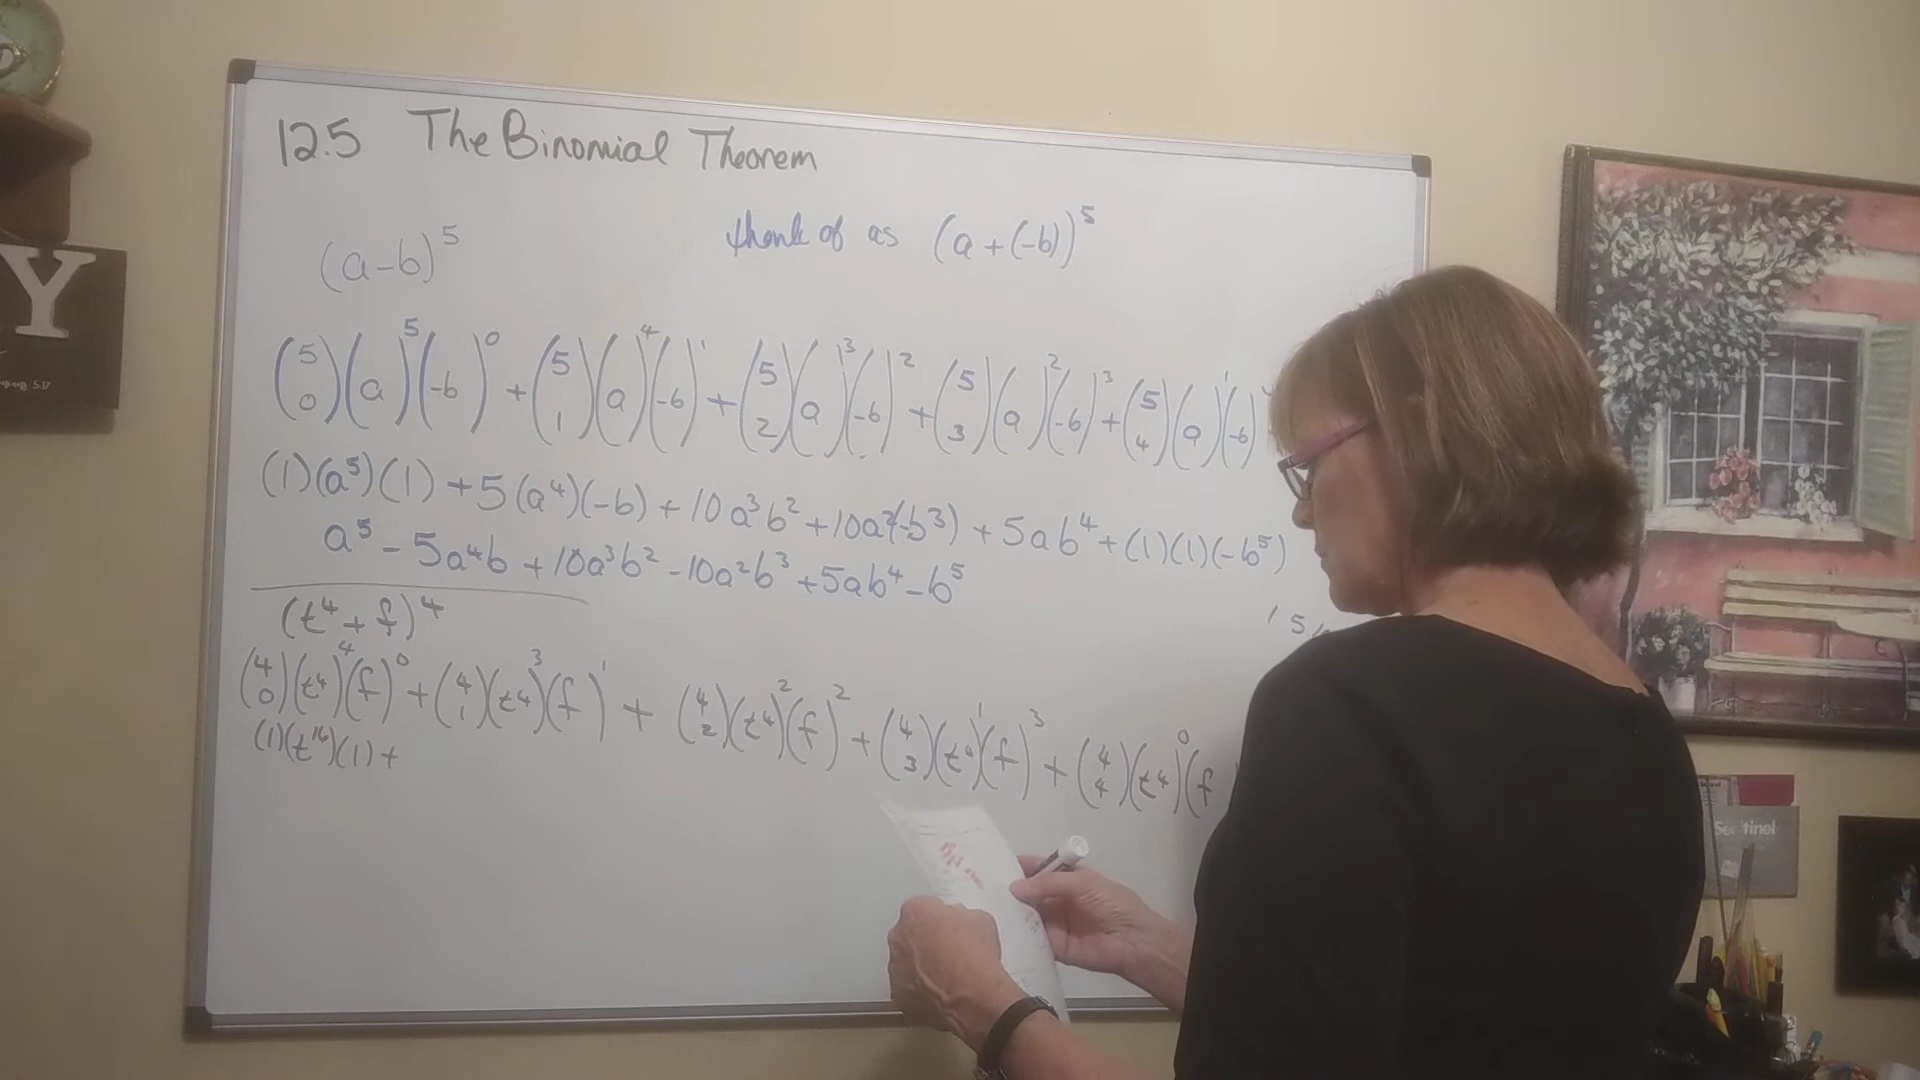 12.5 The Binomial Theorem
(a-b)^5
think of as (a+(-b))^5
(5 0)(a)^5(-b)^0 + (5 1)(a)^4(-b)^1 + (5 2)(a)^3(-b)^2 + (5 3)(a)^2(-b)^3 + (5 4)(a)^1(-b)
(1)(a^5)(1) + 5(a^4)(-b) + 10a^3b^2 + 10a^2(-b^3) + 5ab^4 + (1)(1)(-b^5)
a^5 - 5a^4b + 10a^3b^2 - 10a^2b^3 + 5ab^4 - b^5
(t^4 + f)^4
(4 0)(t^4)^4(f)^0 + (4 1)(t^4)^3(f)^1 + (4 2)(t^4)^2(f)^2 + (4 3)(t^4)^1(f)^3 + (4 4)(t^4)^0(f
(1)(t^16)(1) +
1 5
Y
5:17